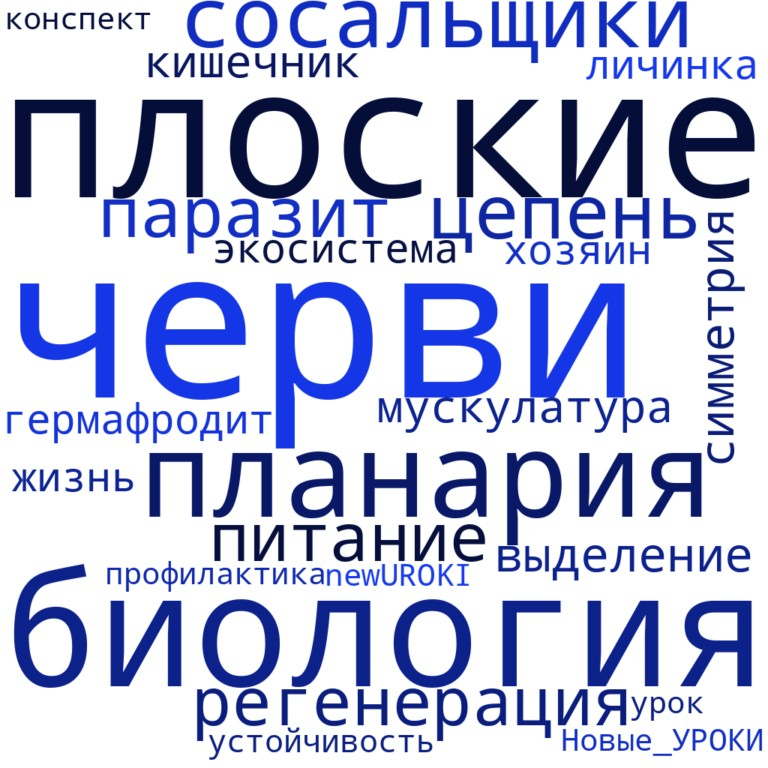 конспект
сосальщики
кишечник
личинка
плоские
паразит
цепень
экосистема
хозяин
симметрия
черви
гермафродит
мускулатура
жизнь
планария
питание
выделение
профилактика
newUROKI
биология
регенерация
урок
устойчивость
Новые_УРОКИ